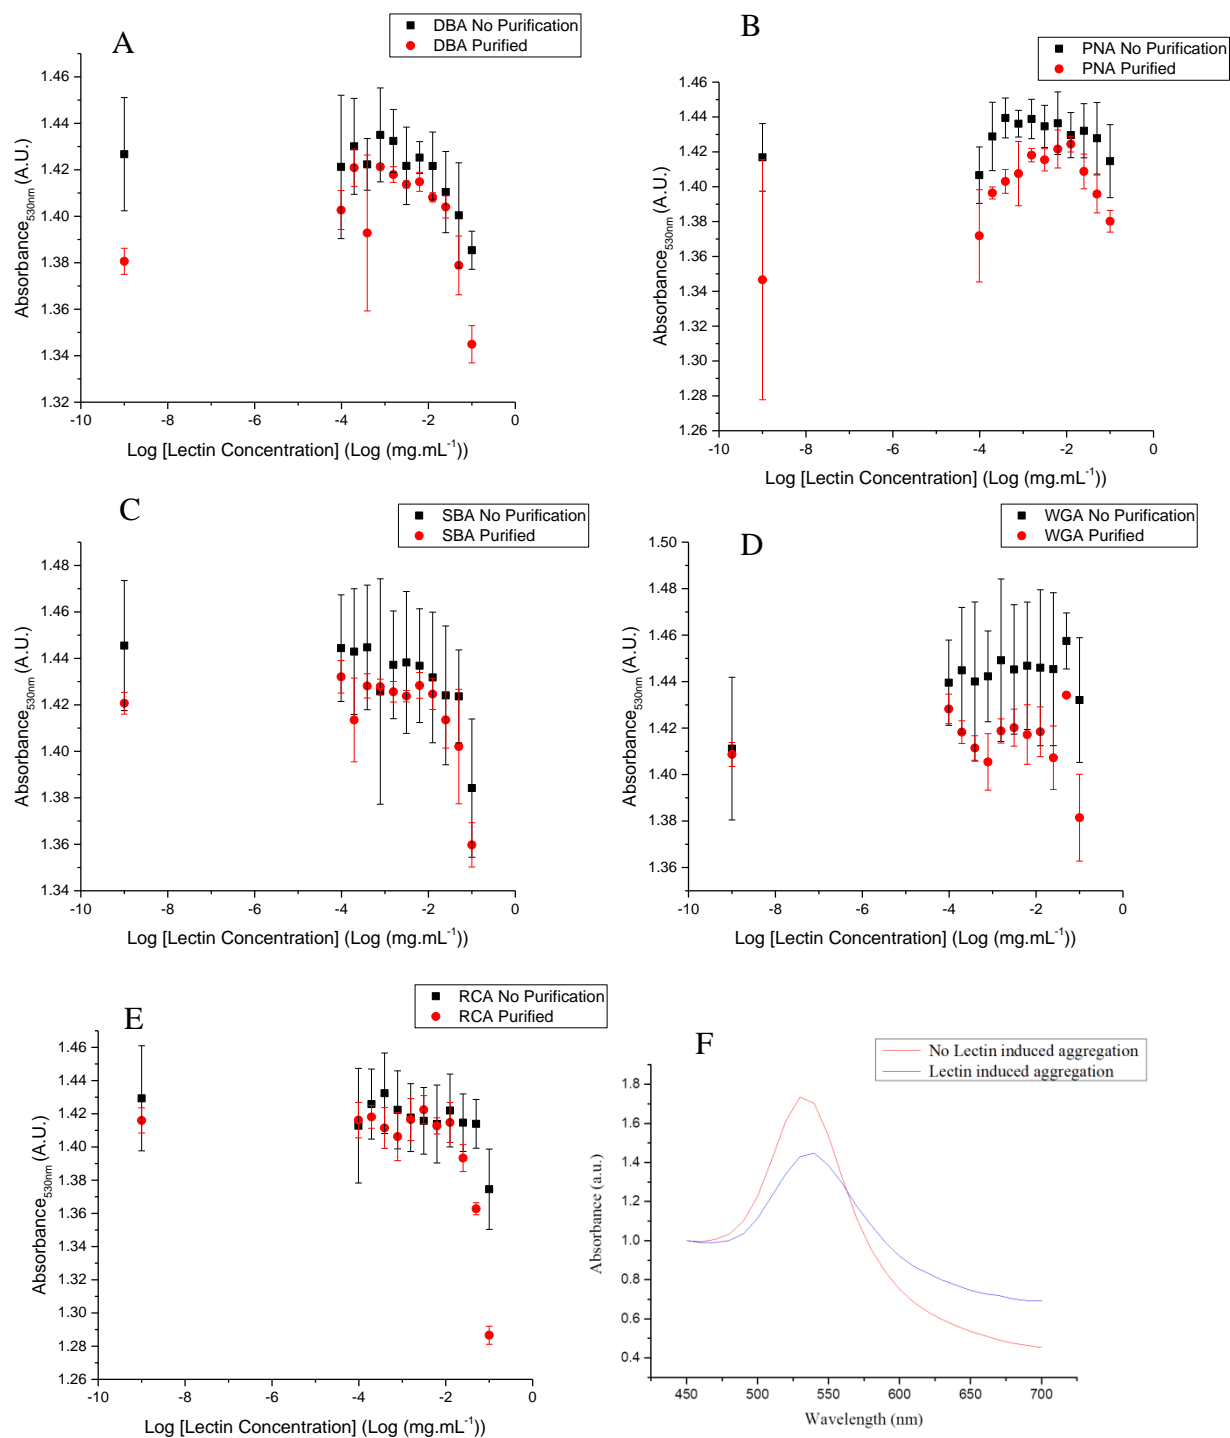 A
DBA No Purification
DBA Purified
1.46
1.44
1.42
1.40
1.38
1.36
1.34
1.32
Absorbance530nm (A.U.)
-10 -8 -6 -4 -2 0
Log [Lectin Concentration] (Log (mg.mL-1))
B
PNA No Purification
PNA Purified
1.46
1.44
1.42
1.40
1.38
1.36
1.34
1.32
1.30
1.28
1.26
Absorbance530nm (A.U.)
-10 -8 -6 -4 -2 0
Log [Lectin Concentration] (Log (mg.mL-1))
C
SBA No Purification
SBA Purified
1.48
1.46
1.44
1.42
1.40
1.38
1.36
1.34
Absorbance530nm (A.U.)
-10 -8 -6 -4 -2 0
Log [Lectin Concentration] (Log (mg.mL-1))
D
WGA No Purification
WGA Purified
1.50
1.48
1.46
1.44
1.42
1.40
1.38
1.36
Absorbance530nm (A.U.)
-10 -8 -6 -4 -2 0
Log [Lectin Concentration] (Log (mg.mL-1))
E
RCA No Purification
RCA Purified
1.46
1.44
1.42
1.40
1.38
1.36
1.34
1.32
1.30
1.28
1.26
Absorbance530nm (A.U.)
-10 -8 -6 -4 -2 0
Log [Lectin Concentration] (Log (mg.mL-1))
F
No Lectin induced aggregation
Lectin induced aggregation
1.8
1.6
1.4
1.2
1.0
0.8
0.6
0.4
Absorbance (a.u.)
450 500 550 600 650 700
Wavelength (nm)